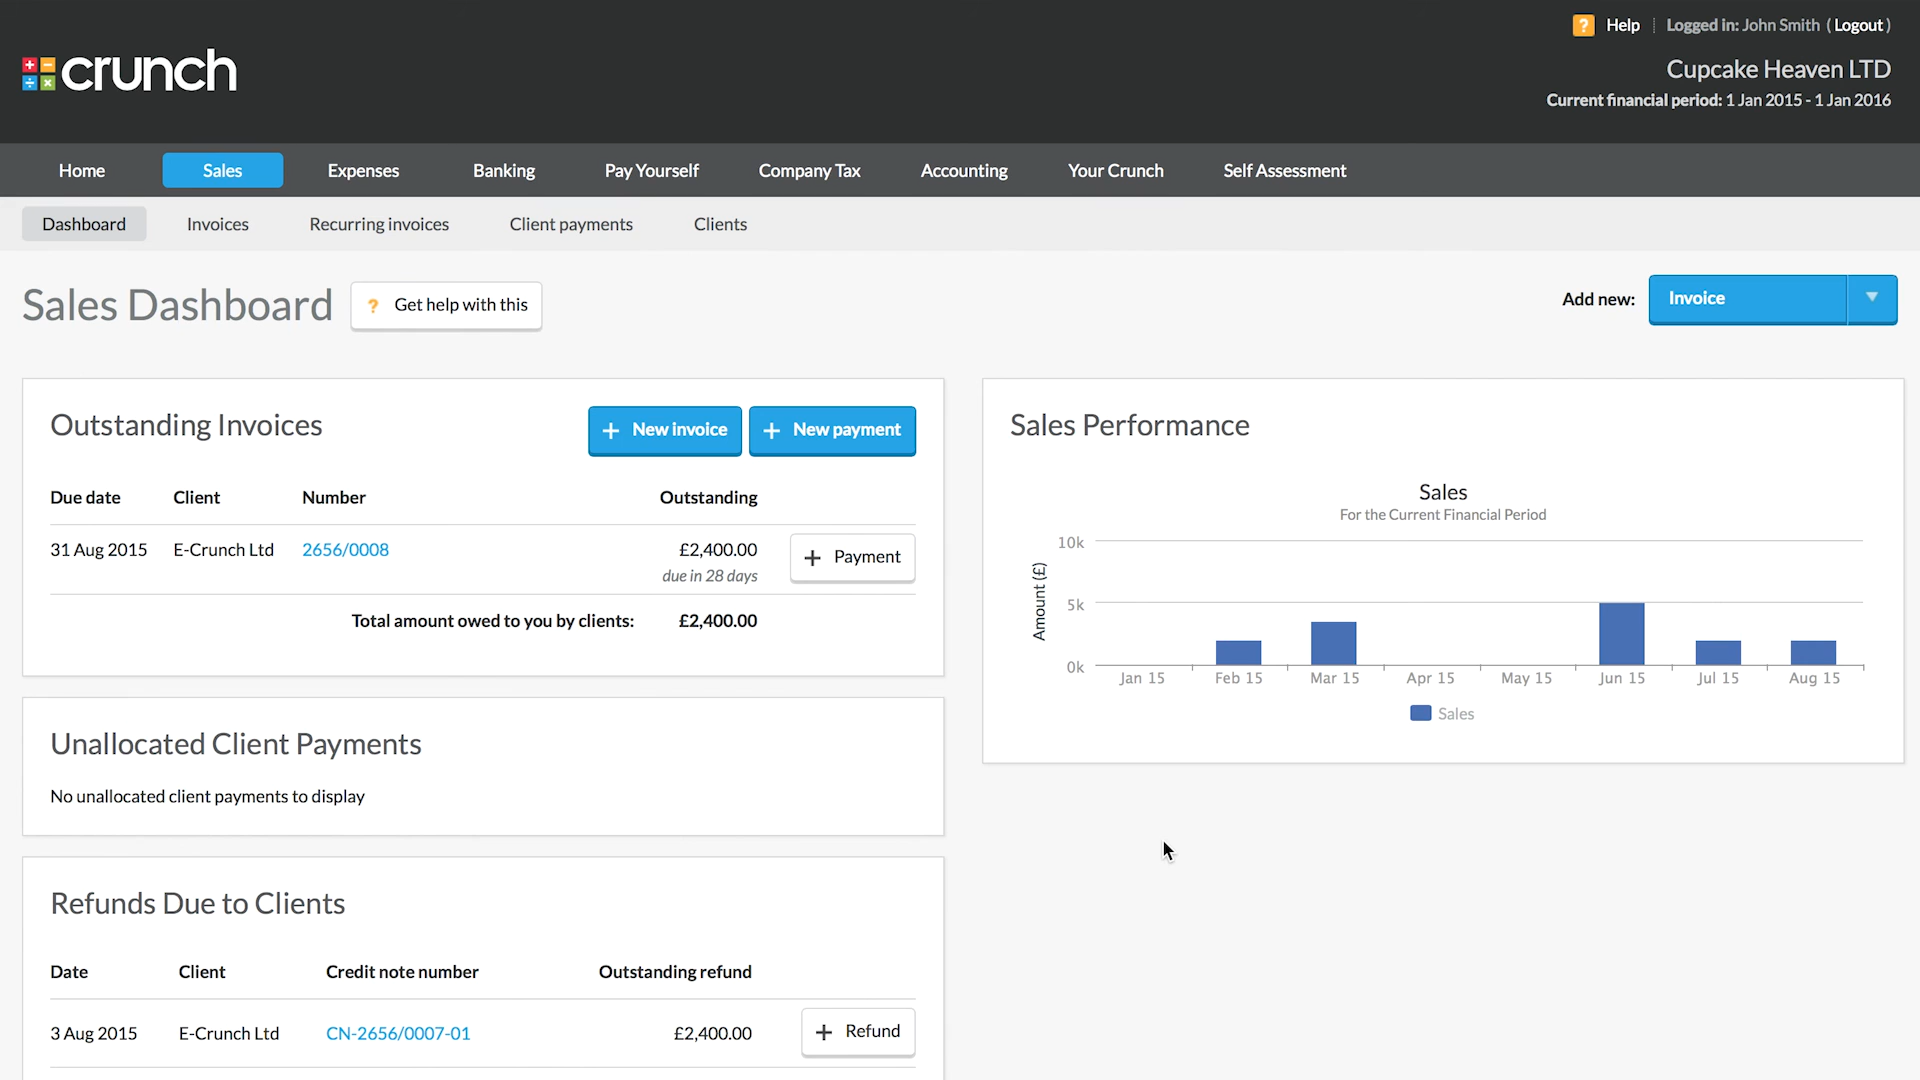 ? Help Logged in: John Smith ( Logout )
crunch
Cupcake Heaven LTD
Current financial period: 1 Jan 2015 - 1 Jan 2016
Home Sales Expenses Banking Pay Yourself Company Tax Accounting Your Crunch Self Assessment
Dashboard Invoices Recurring invoices Client payments Clients
Sales Dashboard ? Get help with this
Add new: Invoice
Outstanding Invoices
+ New invoice + New payment
Due date Client Number Outstanding
31 Aug 2015 E-Crunch Ltd 2656/0008 £2,400.00 + Payment
due in 28 days
Total amount owed to you by clients: £2,400.00
Sales Performance
Sales
For the Current Financial Period
Amount (£)
10k
5k
0k
Jan 15 Feb 15 Mar 15 Apr 15 May 15 Jun 15 Jul 15 Aug 15
Sales
Unallocated Client Payments
No unallocated client payments to display
Refunds Due to Clients
Date Client Credit note number Outstanding refund
3 Aug 2015 E-Crunch Ltd CN-2656/0007-01 £2,400.00 + Refund